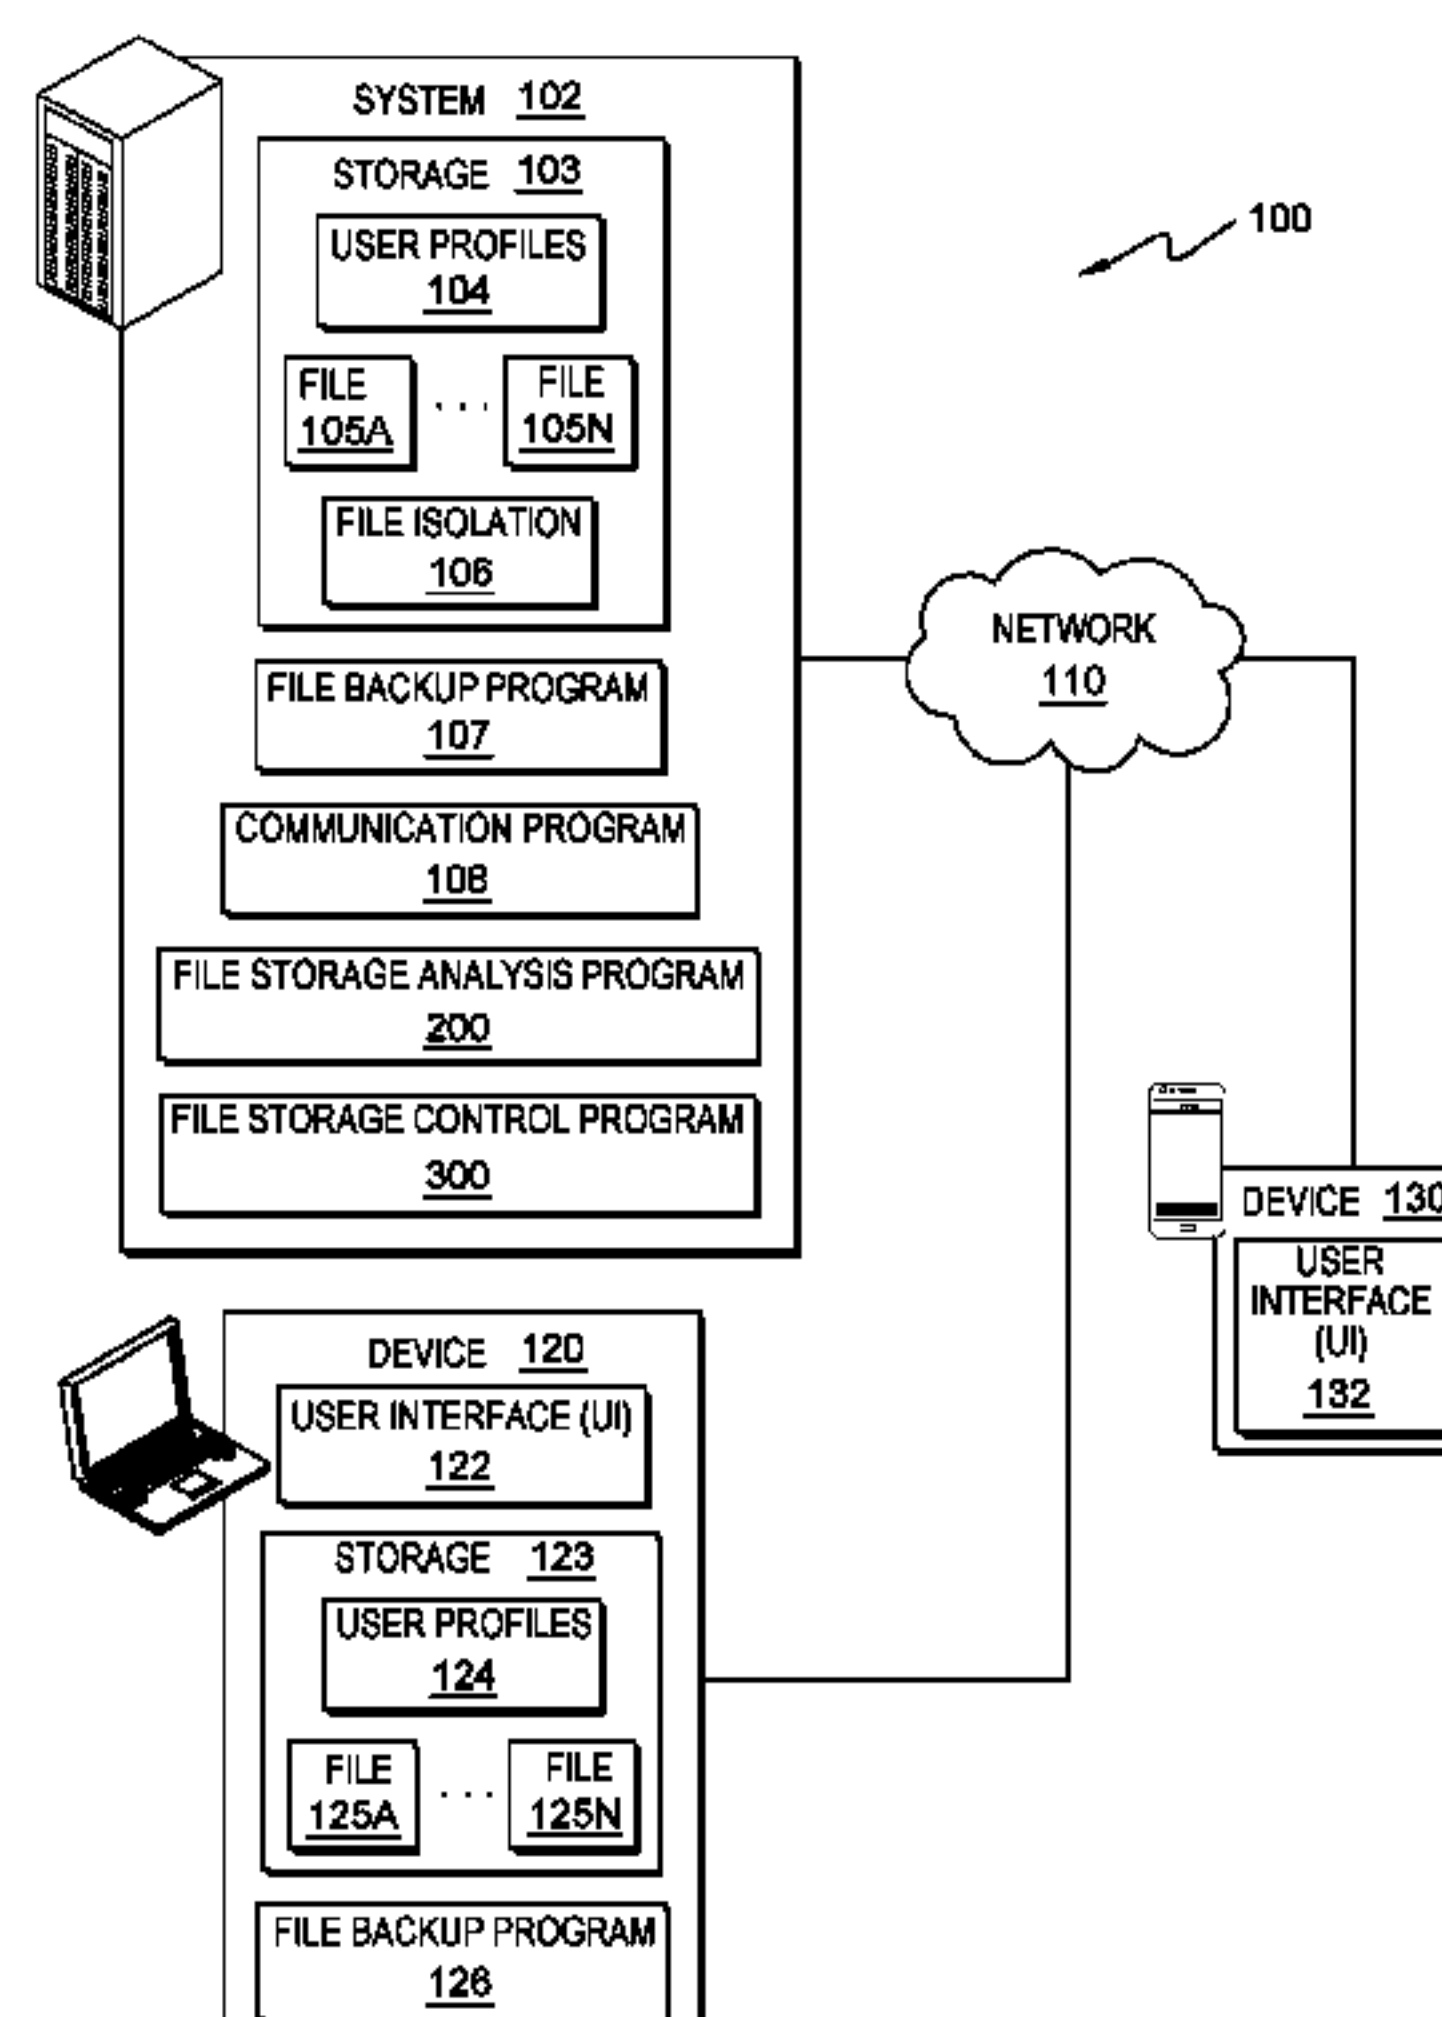 SYSTEM 102
STORAGE 103
USER PROFILES
104
FILE
105A
. . .
FILE
105N
FILE ISOLATION
106
FILE BACKUP PROGRAM
107
COMMUNICATION PROGRAM
108
FILE STORAGE ANALYSIS PROGRAM
200
FILE STORAGE CONTROL PROGRAM
300
100
NETWORK
110
DEVICE 130
USER
INTERFACE
(UI)
132
DEVICE 120
USER INTERFACE (UI)
122
STORAGE 123
USER PROFILES
124
FILE
125A
. . .
FILE
125N
FILE BACKUP PROGRAM
126